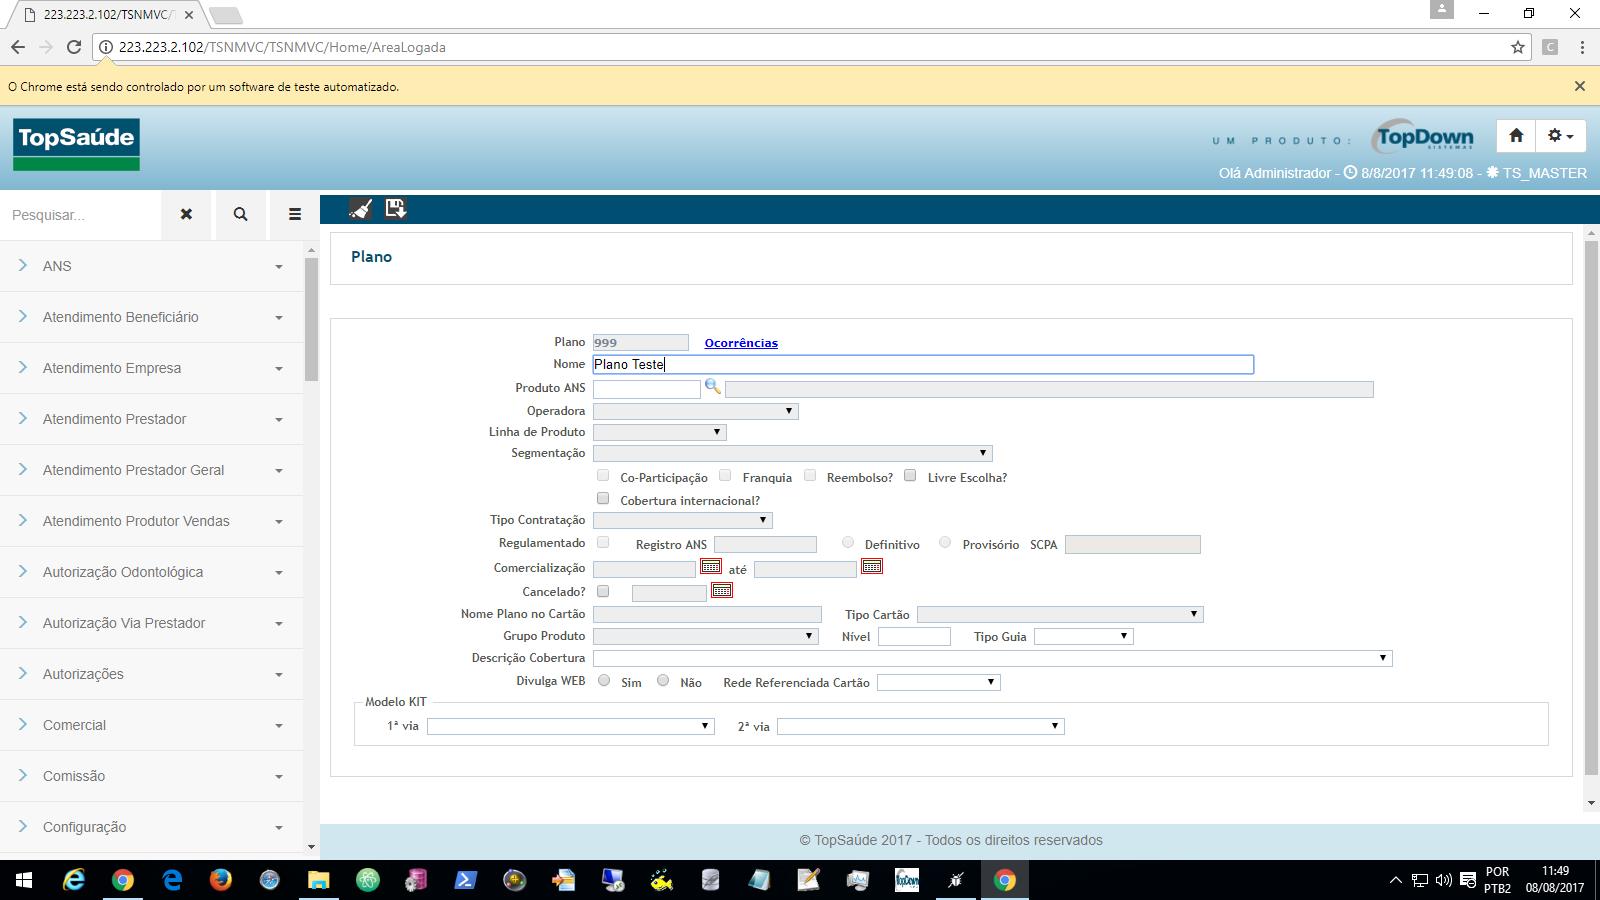 223.223.2.102/TSNMVC/T
223.223.2.102/TSNMVC/TSNMVC/Home/AreaLogada
C
O Chrome está sendo controlado por um software de teste automatizado.
TopSaúde
UM PRODUTO:
TopDown
SISTEMAS
Olá Administrador - 8/8/2017 11:49:08 - TS_MASTER
Pesquisar...
ANS
Atendimento Beneficiário
Atendimento Empresa
Atendimento Prestador
Atendimento Prestador Geral
Atendimento Produtor Vendas
Autorização Odontológica
Autorização Via Prestador
Autorizações
Comercial
Comissão
Configuração
Plano
Plano 999 Ocorrências
Nome Plano Teste
Produto ANS
Operadora
Linha de Produto
Segmentação
Co-Participação Franquia Reembolso? Livre Escolha?
Cobertura internacional?
Tipo Contratação
Regulamentado Registro ANS Definitivo Provisório SCPA
Comercialização até
Cancelado?
Nome Plano no Cartão Tipo Cartão
Grupo Produto Nível Tipo Guia
Descrição Cobertura
Divulga WEB Sim Não Rede Referenciada Cartão
Modelo KIT
1ª via 2ª via
© TopSaúde 2017 - Todos os direitos reservados
TopDown
POR
PTB2
11:49
08/08/2017